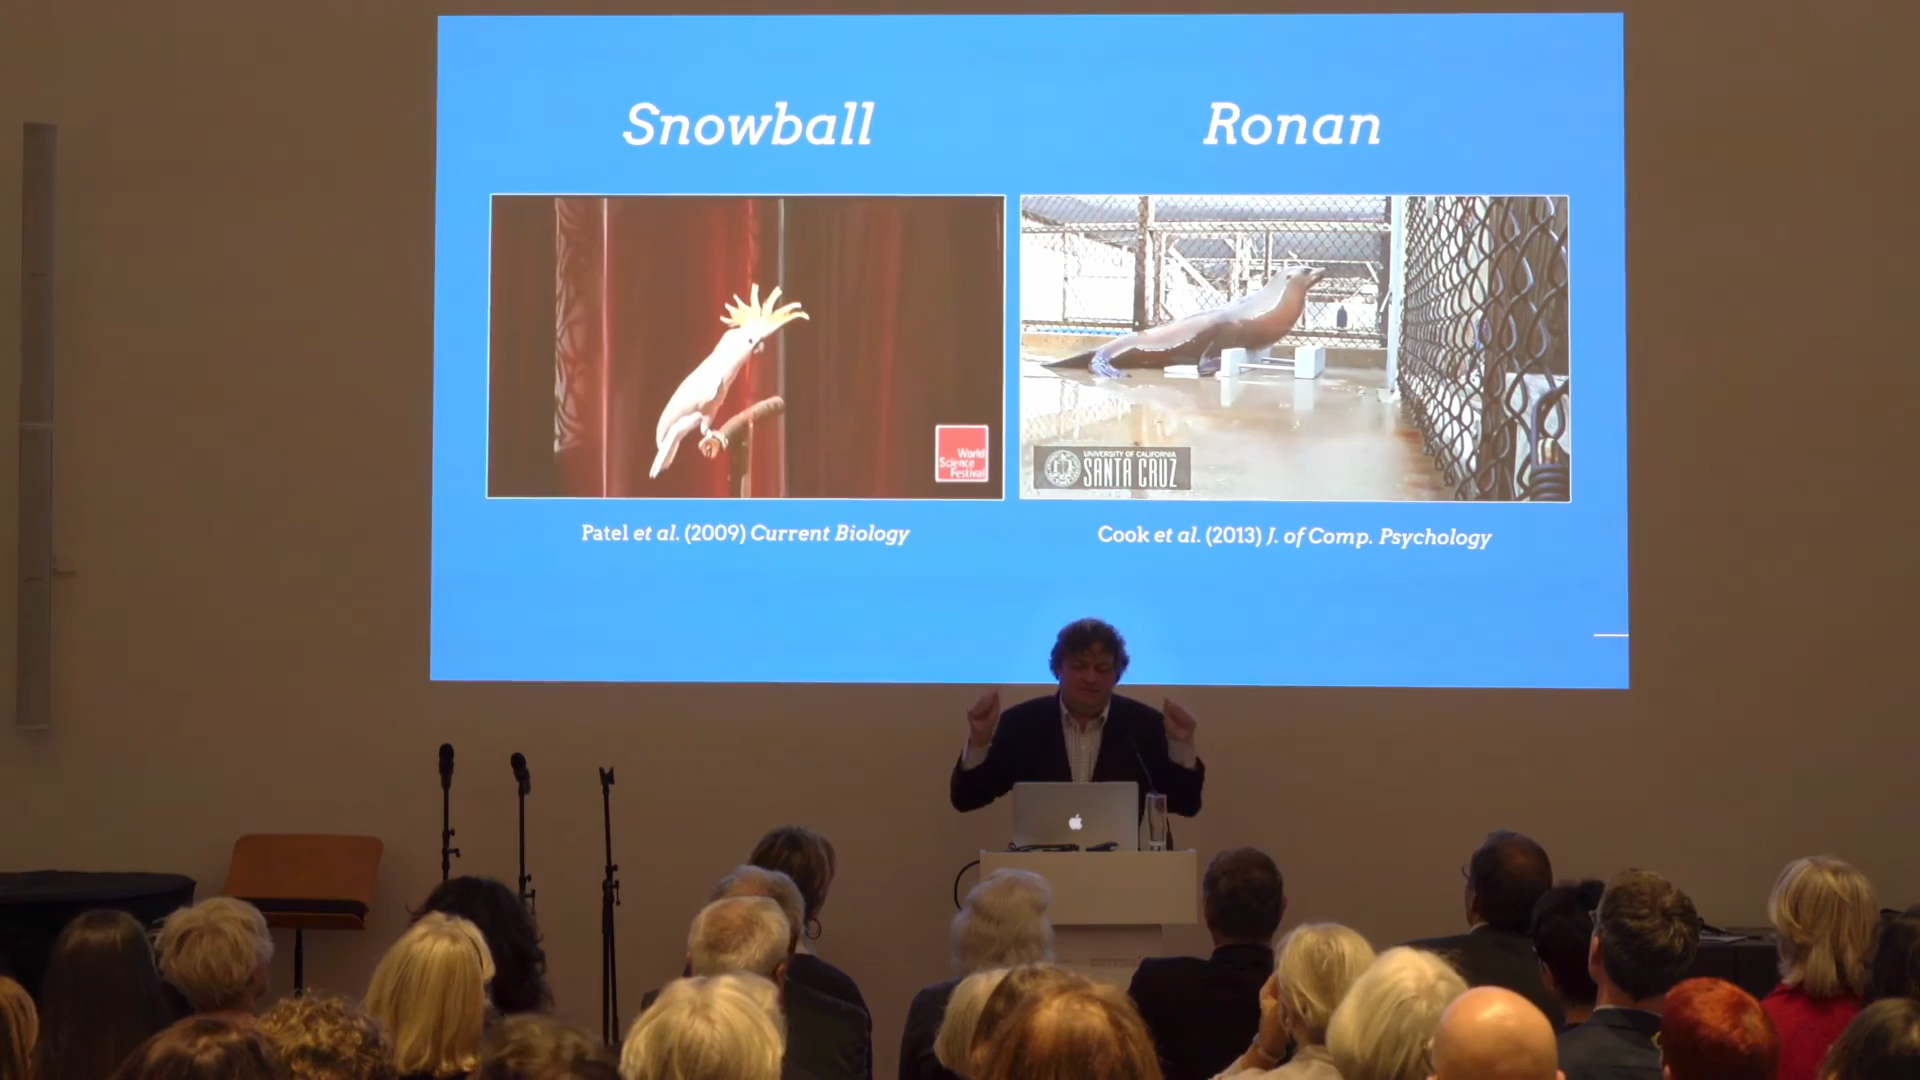 Snowball
Ronan
World
Science
Festival
UNIVERSITY OF CALIFORNIA
SANTA CRUZ
Patel et al. (2009) Current Biology
Cook et al. (2013) J. of Comp. Psychology